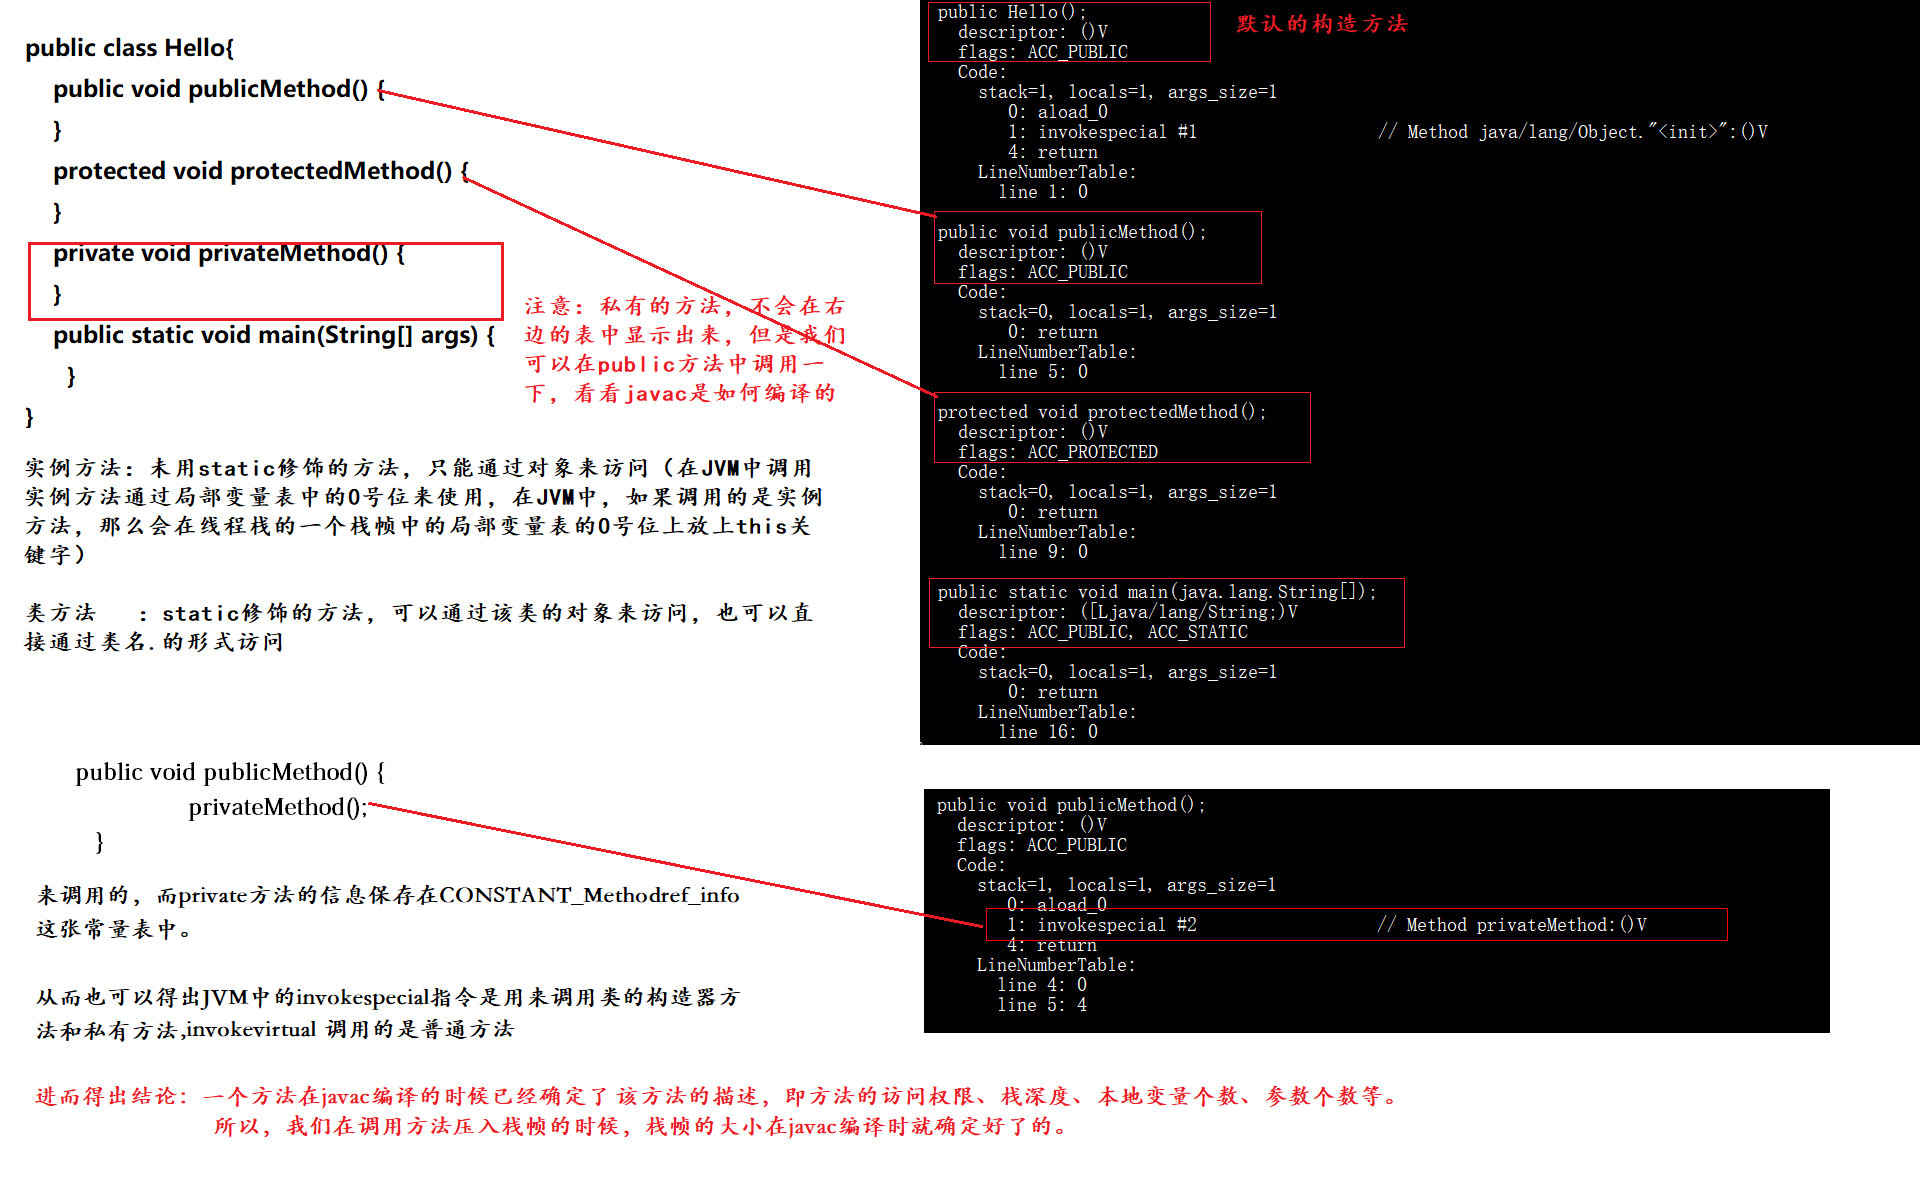 public class Hello{
public void publicMethod() {
}
protected void protectedMethod() {
}
private void privateMethod() {
}
public static void main(String[] args) {
}
}
注意：私有的方法，不会在右
边的表中显示出来，但是我们
可以在public方法中调用一
下，看看javac是如何编译的
实例方法：未用static修饰的方法，只能通过对象来访问（在JVM中调用
实例方法通过局部变量表中的0号位来使用，在JVM中，如果调用的是实例
方法，那么会在线程栈的一个栈帧中的局部变量表的0号位上放上this关
键字）
类方法 ：static修饰的方法，可以通过该类的对象来访问，也可以直
接通过类名.的形式访问
public Hello();
descriptor: ()V
flags: ACC_PUBLIC
默认的构造方法
Code:
stack=1, locals=1, args_size=1
0: aload_0
1: invokespecial #1 // Method java/lang/Object."<init>":()V
4: return
LineNumberTable:
line 1: 0
public void publicMethod();
descriptor: ()V
flags: ACC_PUBLIC
Code:
stack=0, locals=1, args_size=1
0: return
LineNumberTable:
line 5: 0
protected void protectedMethod();
descriptor: ()V
flags: ACC_PROTECTED
Code:
stack=0, locals=1, args_size=1
0: return
LineNumberTable:
line 9: 0
public static void main(java.lang.String[]);
descriptor: ([Ljava/lang/String;)V
flags: ACC_PUBLIC, ACC_STATIC
Code:
stack=0, locals=1, args_size=1
0: return
LineNumberTable:
line 16: 0
public void publicMethod() {
privateMethod();
}
来调用的，而private方法的信息保存在CONSTANT_Methodref_info
这张常量表中。
从而也可以得出JVM中的invokespecial指令是用来调用类的构造器方
法和私有方法,invokevirtual 调用的是普通方法
public void publicMethod();
descriptor: ()V
flags: ACC_PUBLIC
Code:
stack=1, locals=1, args_size=1
0: aload_0
1: invokespecial #2 // Method privateMethod:()V
4: return
LineNumberTable:
line 4: 0
line 5: 4
进而得出结论：一个方法在javac编译的时候已经确定了 该方法的描述，即方法的访问权限、栈深度、本地变量个数、参数个数等。
所以，我们在调用方法压入栈帧的时候，栈帧的大小在javac编译时就确定好了的。